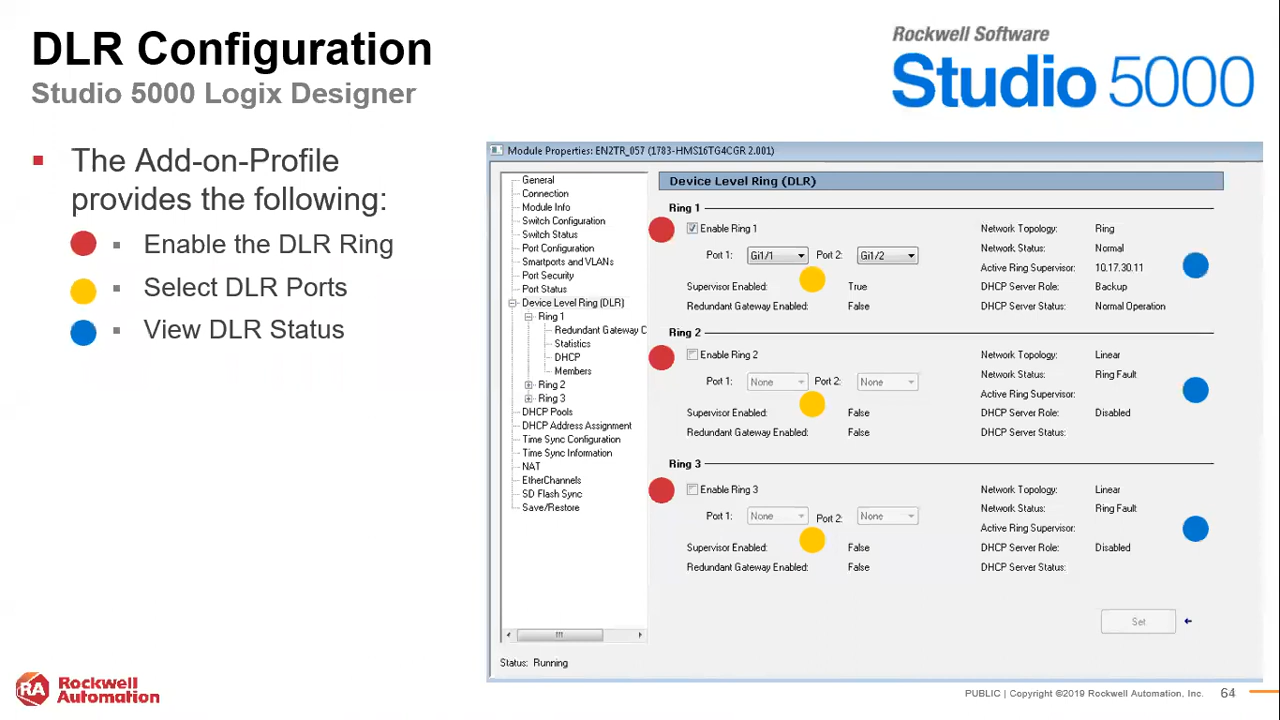 DLR Configuration
Studio 5000 Logix Designer
Rockwell Software
Studio 5000
▪ The Add-on-Profile
provides the following:
▪ Enable the DLR Ring
▪ Select DLR Ports
▪ View DLR Status
Module Properties: EN2TR_057 (1783-HMS16TG4CGR 2.001)
General
Connection
Module Info
Switch Configuration
Switch Status
Port Configuration
Smartports and VLANs
Port Security
Port Status
Device Level Ring (DLR)
Ring 1
Redundant Gateway C
Statistics
DHCP
Members
Ring 2
Ring 3
DHCP Pools
DHCP Address Assignment
Time Sync Configuration
Time Sync Information
NAT
EtherChannels
SD Flash Sync
Save/Restore
Device Level Ring (DLR)
Ring 1
Enable Ring 1 Network Topology: Ring
Network Status: Normal
Port 1: Gi1/1 Port 2: Gi1/2
Active Ring Supervisor: 10.17.30.11
Supervisor Enabled: True DHCP Server Role: Backup
Redundant Gateway Enabled: False DHCP Server Status: Normal Operation
Ring 2
Enable Ring 2 Network Topology: Linear
Network Status: Ring Fault
Port 1: None Port 2: None
Active Ring Supervisor:
Supervisor Enabled: False DHCP Server Role: Disabled
Redundant Gateway Enabled: False DHCP Server Status:
Ring 3
Enable Ring 3 Network Topology: Linear
Network Status: Ring Fault
Port 1: None Port 2: None
Active Ring Supervisor:
Supervisor Enabled: False DHCP Server Role: Disabled
Redundant Gateway Enabled: False DHCP Server Status:
Set
Status: Running
RA Rockwell
Automation
PUBLIC | Copyright ©2019 Rockwell Automation, Inc. 64